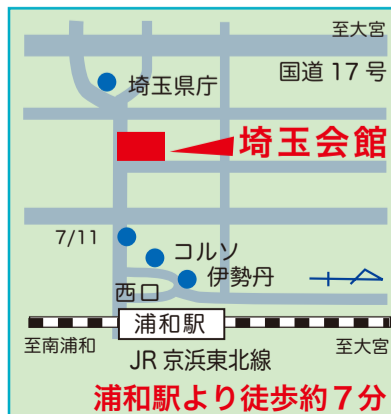 至大宮
国道 17 号
埼玉県庁
埼玉会館
7/11
コルソ
伊勢丹
西口
浦和駅
至南浦和
至大宮
JR 京浜東北線
浦和駅より徒歩約７分